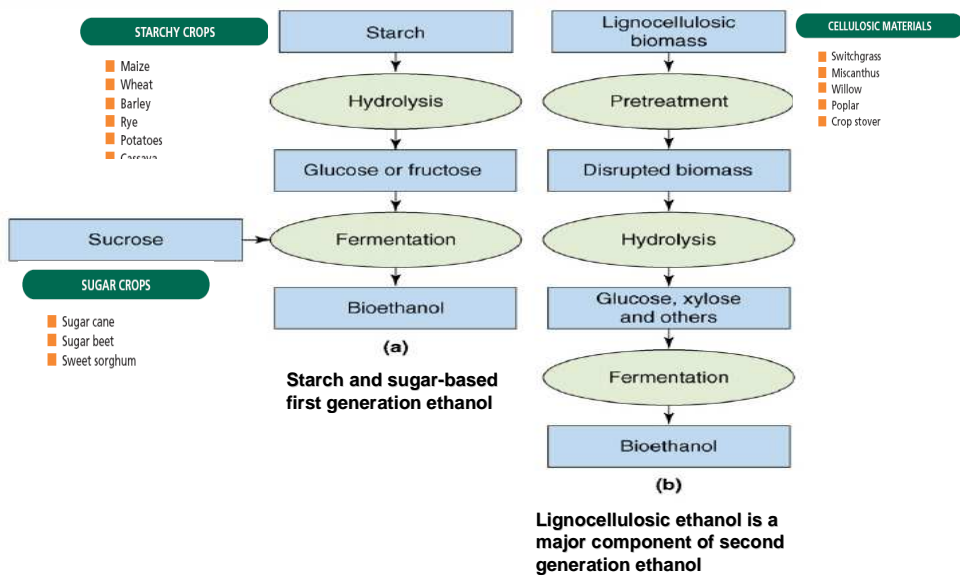 STARCHY CROPS
Maize
Wheat
Barley
Rye
Potatoes
Cassava
Starch
Hydrolysis
Glucose or fructose
Sucrose
Fermentation
SUGAR CROPS
Sugar cane
Sugar beet
Sweet sorghum
Bioethanol
(a)
Starch and sugar-based
first generation ethanol
Lignocellulosic
biomass
CELLULOSIC MATERIALS
Switchgrass
Miscanthus
Willow
Poplar
Crop stover
Pretreatment
Disrupted biomass
Hydrolysis
Glucose, xylose
and others
Fermentation
Bioethanol
(b)
Lignocellulosic ethanol is a
major component of second
generation ethanol